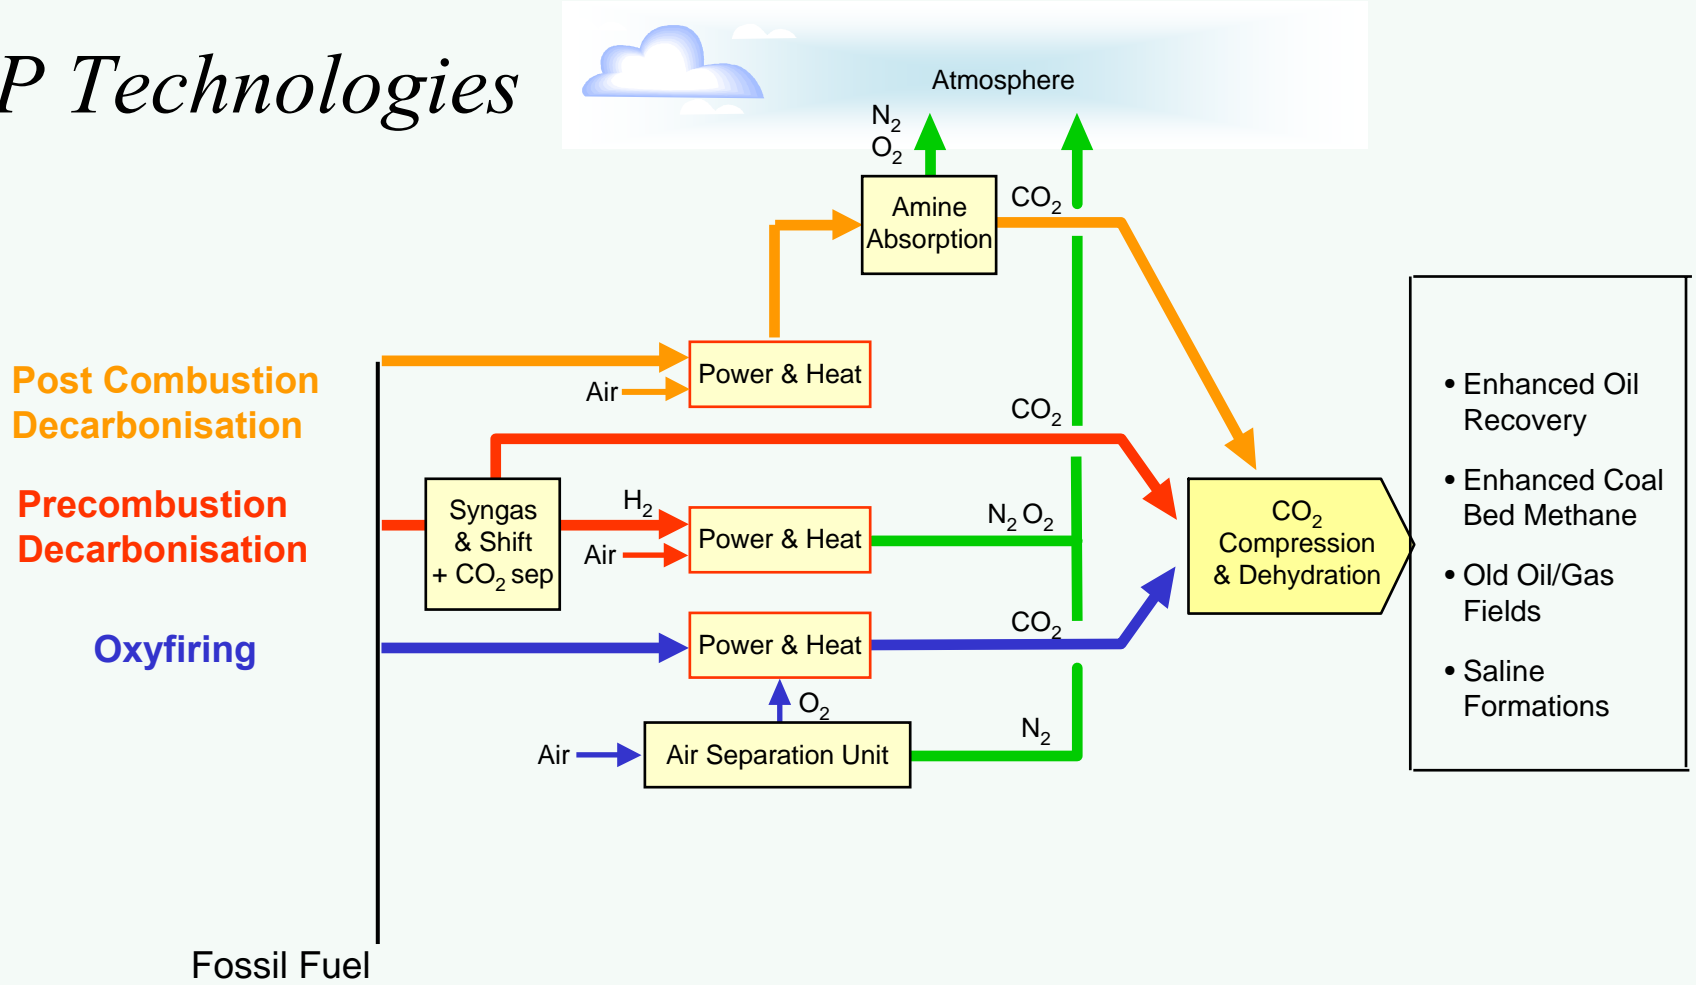 P Technologies
Atmosphere
N2
O2
Amine
Absorption
CO2
Post Combustion
Decarbonisation
Air
Power & Heat
CO2
Precombustion
Decarbonisation
Syngas
& Shift
+ CO2 sep
H2
Air
Power & Heat
N2 O2
CO2
Compression
& Dehydration
Oxyfiring
Power & Heat
CO2
O2
Air
Air Separation Unit
N2
• Enhanced Oil
Recovery
• Enhanced Coal
Bed Methane
• Old Oil/Gas
Fields
• Saline
Formations
Fossil Fuel